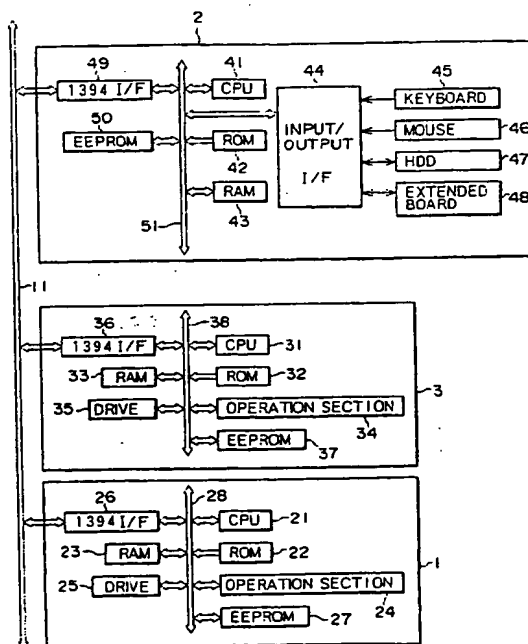 2
49
41
44
45
1394 I/F
CPU
KEYBOARD
50
46
EEPROM
ROM
INPUT/
OUTPUT
I/F
MOUSE
42
47
HDD
RAM
48
EXTENDED
BOARD
51
43
11
36
38
1394 I/F
CPU
31
33
RAM
ROM
32
35
DRIVE
OPERATION SECTION
3
34
EEPROM
37
26
28
1394 I/F
CPU
21
23
RAM
ROM
22
1
25
DRIVE
OPERATION SECTION
24
EEPROM
27